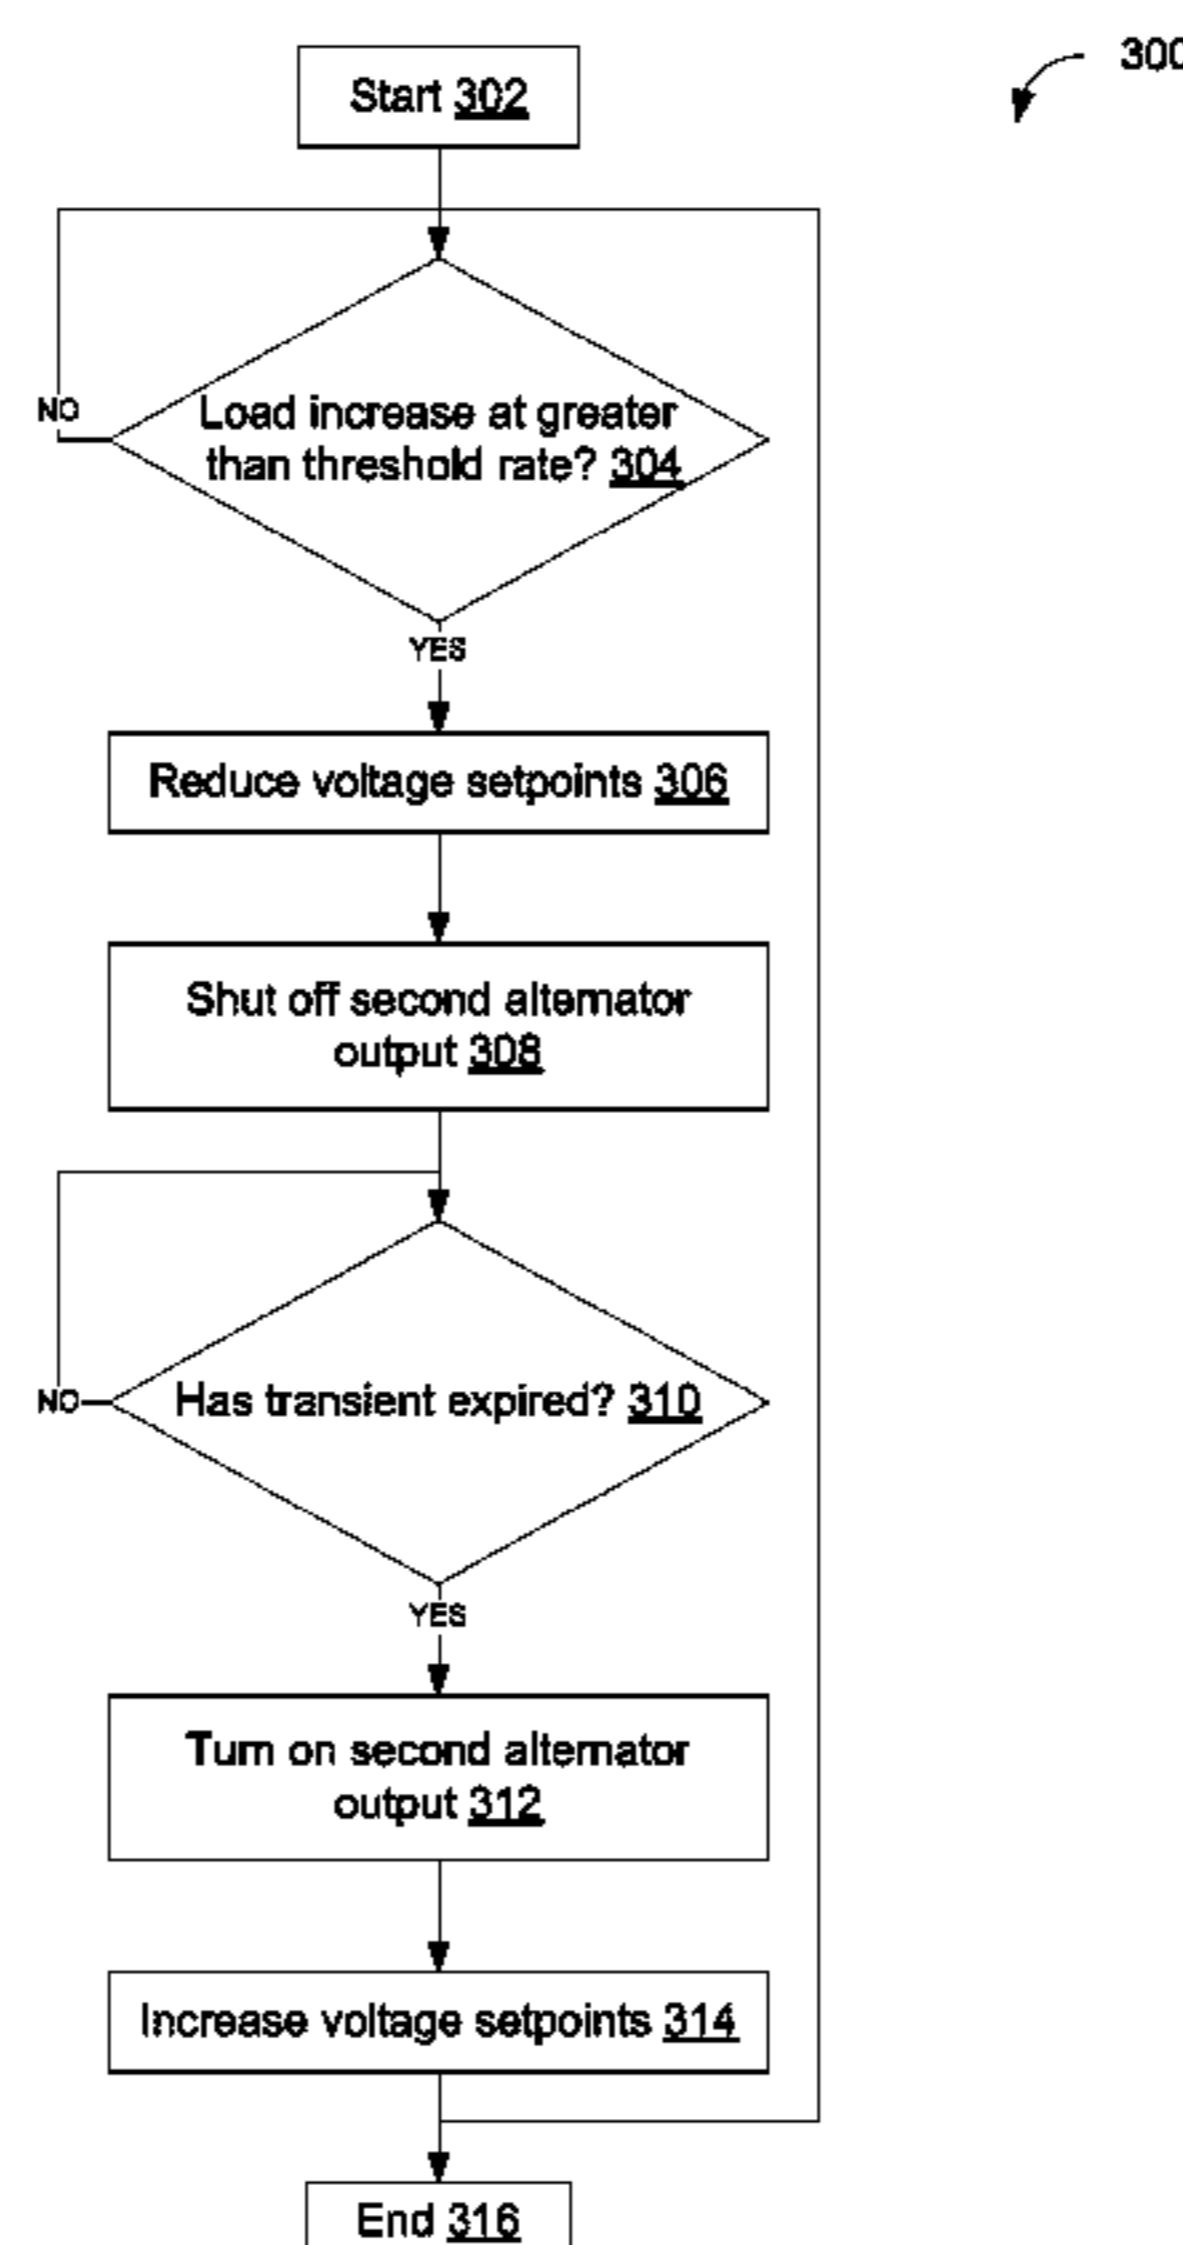 300
Start 302
Load increase at greater
than threshold rate? 304
NO
YES
Reduce voltage setpoints 306
Shut off second alternator
output 308
Has transient expired? 310
NO
YES
Turn on second alternator
output 312
Increase voltage setpoints 314
End 316